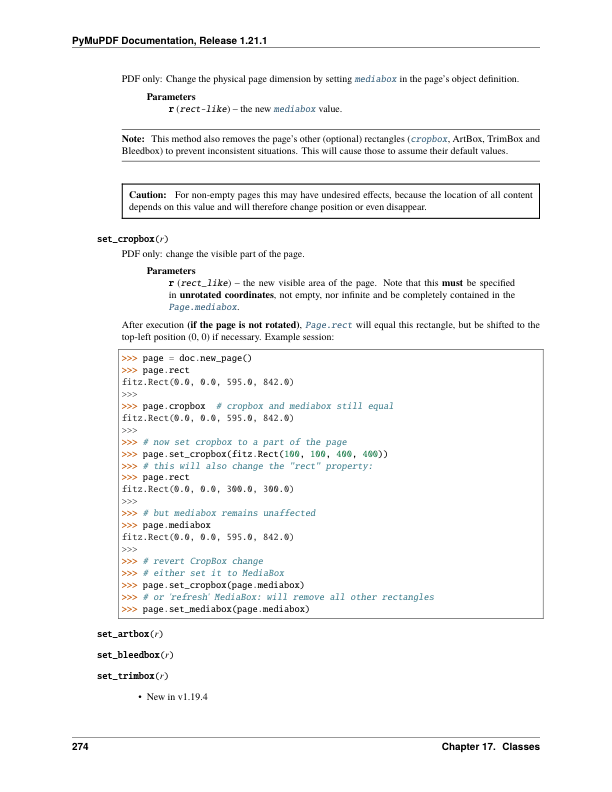 PyMuPDF Documentation, Release 1.21.1
PDF only: Change the physical page dimension by setting mediabox in the page's object definition.
Parameters
r (rect-like) – the new mediabox value.
Note: This method also removes the page's other (optional) rectangles (cropbox, ArtBox, TrimBox and
Bleedbox) to prevent inconsistent situations. This will cause those to assume their default values.
Caution: For non-empty pages this may have undesired effects, because the location of all content
depends on this value and will therefore change position or even disappear.
set_cropbox(r)
PDF only: change the visible part of the page.
Parameters
r (rect_like) – the new visible area of the page. Note that this must be specified
in unrotated coordinates, not empty, nor infinite and be completely contained in the
Page.mediabox.
After execution (if the page is not rotated), Page.rect will equal this rectangle, but be shifted to the
top-left position (0, 0) if necessary. Example session:
>>> page = doc.new_page()
>>> page.rect
fitz.Rect(0.0, 0.0, 595.0, 842.0)
>>>
>>> page.cropbox  # cropbox and mediabox still equal
fitz.Rect(0.0, 0.0, 595.0, 842.0)
>>>
>>> # now set cropbox to a part of the page
>>> page.set_cropbox(fitz.Rect(100, 100, 400, 400))
>>> # this will also change the "rect" property:
>>> page.rect
fitz.Rect(0.0, 0.0, 300.0, 300.0)
>>>
>>> # but mediabox remains unaffected
>>> page.mediabox
fitz.Rect(0.0, 0.0, 595.0, 842.0)
>>>
>>> # revert CropBox change
>>> # either set it to MediaBox
>>> page.set_cropbox(page.mediabox)
>>> # or 'refresh' MediaBox: will remove all other rectangles
>>> page.set_mediabox(page.mediabox)
set_artbox(r)
set_bleedbox(r)
set_trimbox(r)
• New in v1.19.4
274 Chapter 17. Classes